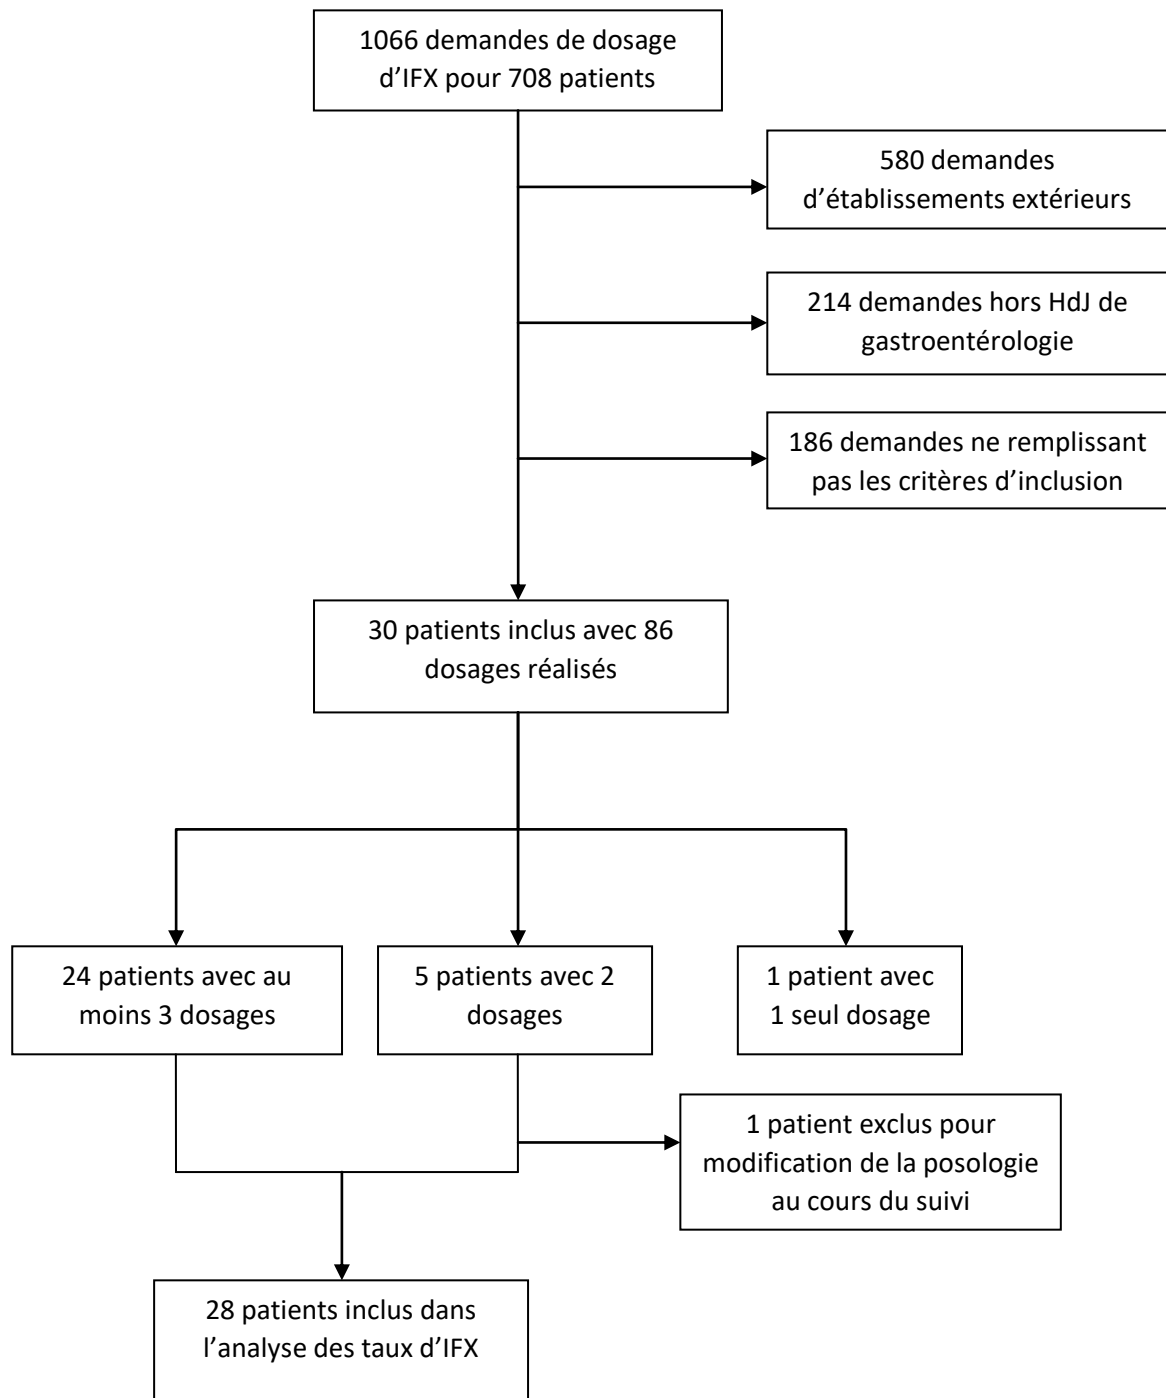 1066 demandes de dosage
d’IFX pour 708 patients
580 demandes
d’établissements extérieurs
214 demandes hors HdJ de
gastroentérologie
186 demandes ne remplissant
pas les critères d’inclusion
30 patients inclus avec 86
dosages réalisés
24 patients avec au
moins 3 dosages
5 patients avec 2
dosages
1 patient avec
1 seul dosage
1 patient exclus pour
modification de la posologie
au cours du suivi
28 patients inclus dans
l’analyse des taux d’IFX